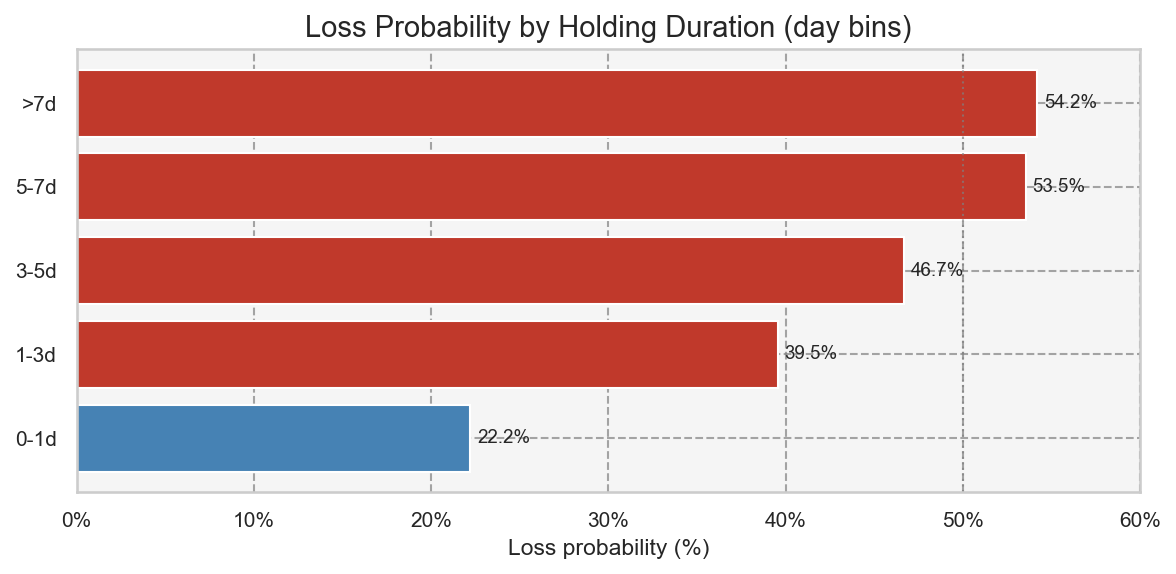 Loss Probability by Holding Duration (day bins)
>7d
54.2%
5-7d
53.5%
3-5d
46.7%
1-3d
39.5%
0-1d
22.2%
0%
10%
20%
30%
40%
50%
60%
Loss probability (%)